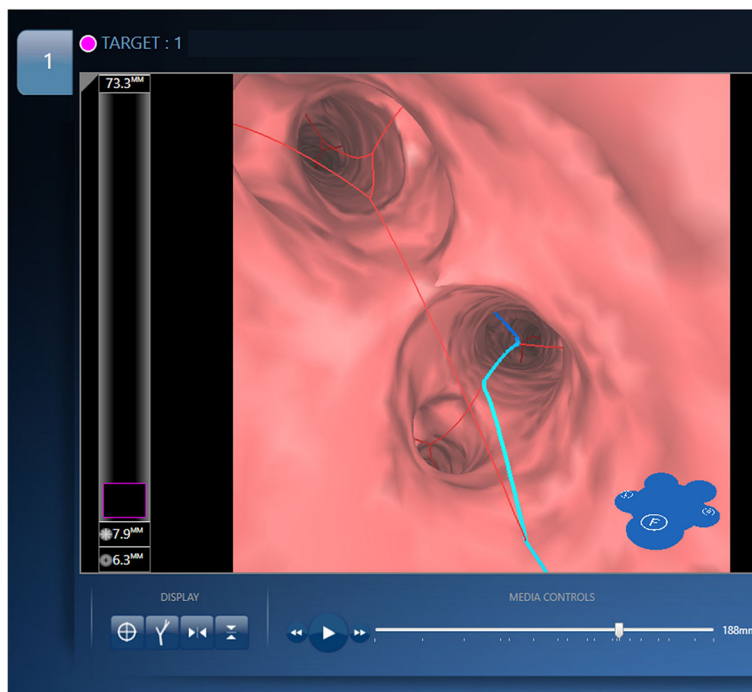 1
TARGET : 1
73.3MM
7.9MM
6.3MM
F
DISPLAY
MEDIA CONTROLS
188mm